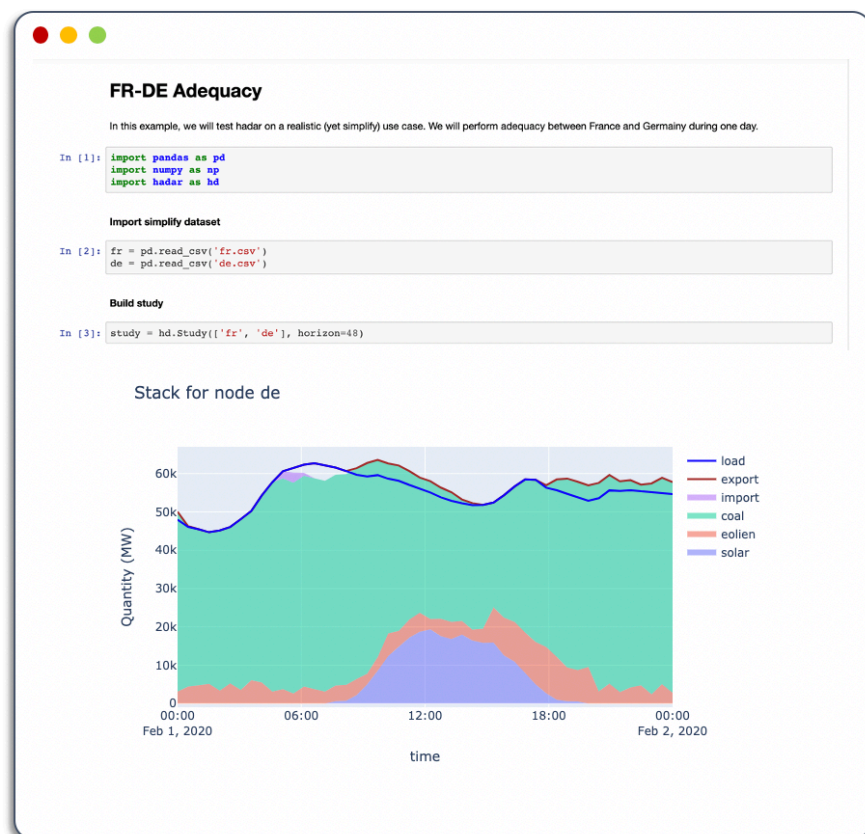 FR-DE Adequacy
In this example, we will test hadar on a realistic (yet simplify) use case. We will perform adequacy between France and Germainy during one day.
In [1]: import pandas as pd
import numpy as np
import hadar as hd
Import simplify dataset
In [2]: fr = pd.read_csv('fr.csv')
de = pd.read_csv('de.csv')
Build study
In [3]: study = hd.Study(['fr', 'de'], horizon=48)
Stack for node de
Quantity (MW)
60k
50k
40k
30k
20k
10k
0
00:00 06:00 12:00 18:00 00:00
Feb 1, 2020 Feb 2, 2020
time
load
export
import
coal
eolien
solar